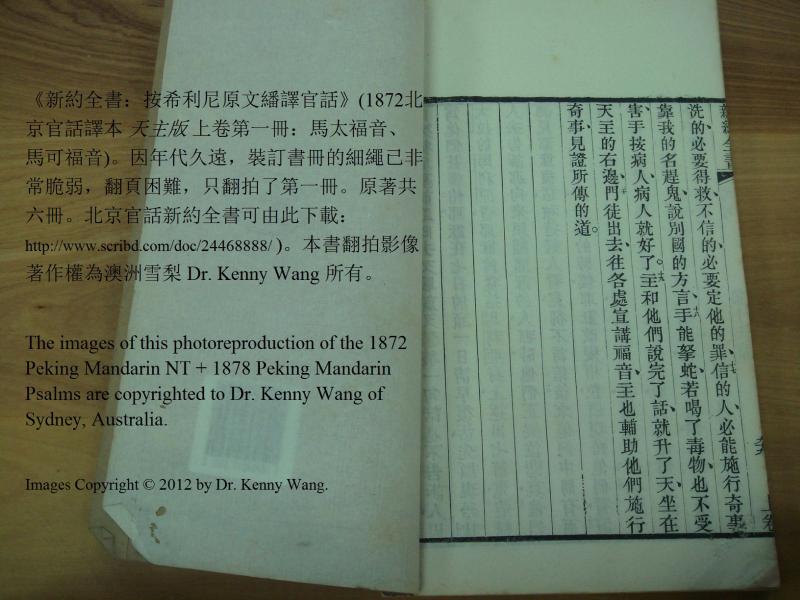 《新約全書：按希利尼原文繙譯官話》(1872北
京官話譯本 天主版 上卷第一冊：馬太福音、
馬可福音)。因年代久遠，裝訂書冊的細繩已非
常脆弱，翻頁困難，只翻拍了第一冊。原著共
六冊。北京官話新約全書可由此下載：
http://www.scribd.com/doc/24468888/ )。本書翻拍影像
著作權為澳洲雪梨 Dr. Kenny Wang 所有。
The images of this photoreproduction of the 1872
Peking Mandarin NT + 1878 Peking Mandarin
Psalms are copyrighted to Dr. Kenny Wang of
Sydney, Australia.
Images Copyright © 2012 by Dr. Kenny Wang.
新約全書
上卷
洗的、必要得救、不信的、必要定他的罪、信的人、必能施行奇事、
靠我的名趕鬼、說別國的方言、手能拏蛇、若喝了毒物、也不受
害、手按病人、病人就好了。主和他們說完了話、就升了天、坐在
天主的右邊、門徒出去、往各處宣講福音、主也輔助他們、施行
奇事、見證所傳的道。